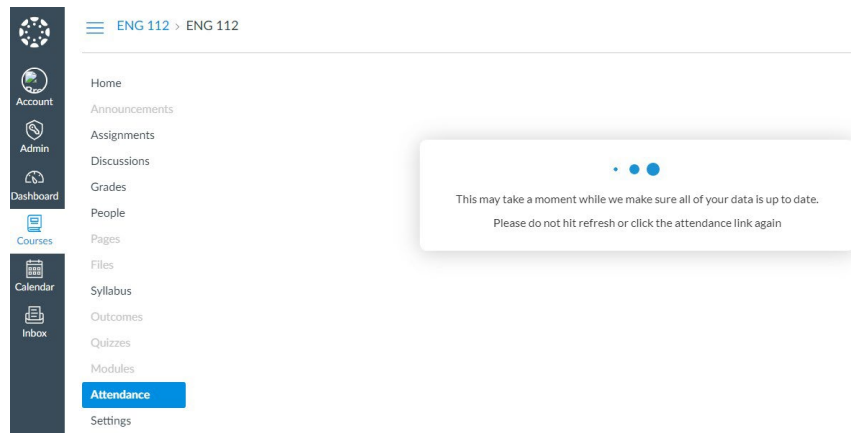 ENG 112 > ENG 112
Account
Admin
Dashboard
Courses
Calendar
Inbox
Home
Announcements
Assignments
Discussions
Grades
People
Pages
Files
Syllabus
Outcomes
Quizzes
Modules
Attendance
Settings
This may take a moment while we make sure all of your data is up to date.
Please do not hit refresh or click the attendance link again